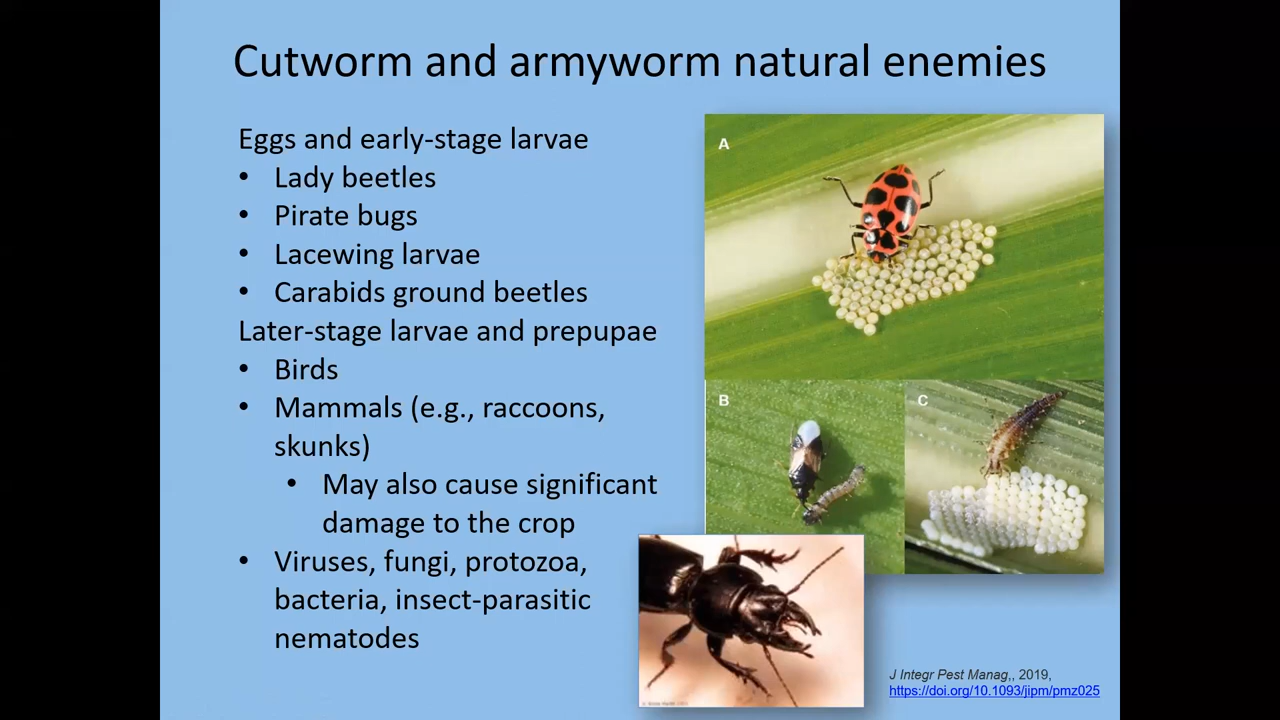 Cutworm and armyworm natural enemies
Eggs and early-stage larvae
• Lady beetles
• Pirate bugs
• Lacewing larvae
• Carabids ground beetles
Later-stage larvae and prepupae
• Birds
• Mammals (e.g., raccoons,
skunks)
• May also cause significant
damage to the crop
• Viruses, fungi, protozoa,
bacteria, insect-parasitic
nematodes
A
B
C
J Integr Pest Manag,, 2019,
https://doi.org/10.1093/jipm/pmz025